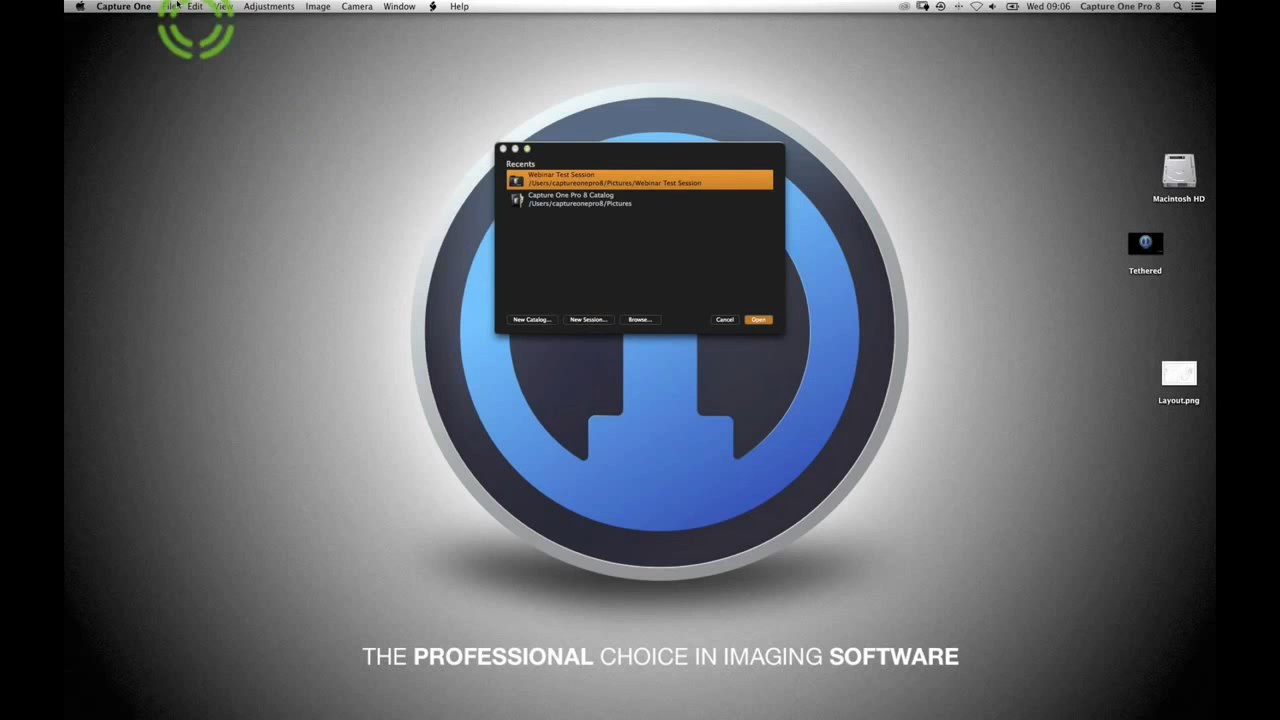 Capture One File Edit View Adjustments Image Camera Window Help Wed 09:06 Capture One Pro 8
Recents
Webinar Test Session
/Users/captureonepro8/Pictures/Webinar Test Session
Capture One Pro 8 Catalog
/Users/captureonepro8/Pictures
New Catalog... New Session... Browse... Cancel Open
Macintosh HD
Tethered
Layout.png
THE PROFESSIONAL CHOICE IN IMAGING SOFTWARE